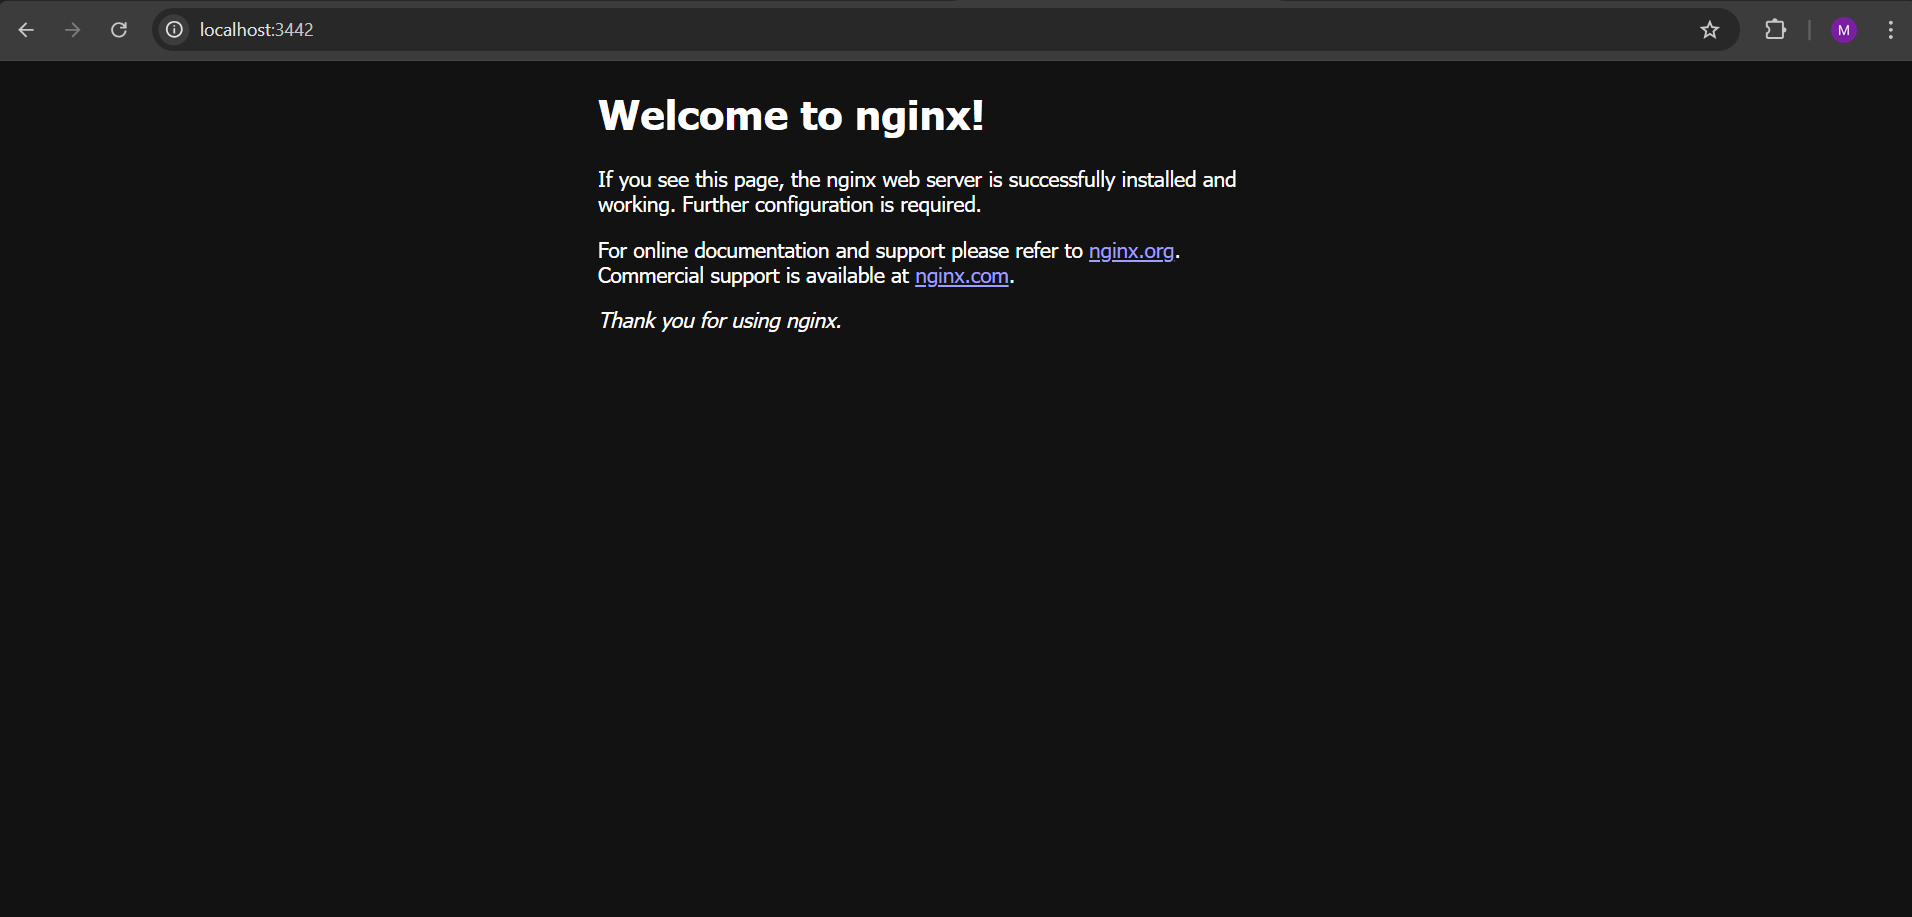 localhost:3442
M
Welcome to nginx!
If you see this page, the nginx web server is successfully installed and
working. Further configuration is required.
For online documentation and support please refer to nginx.org.
Commercial support is available at nginx.com.
Thank you for using nginx.